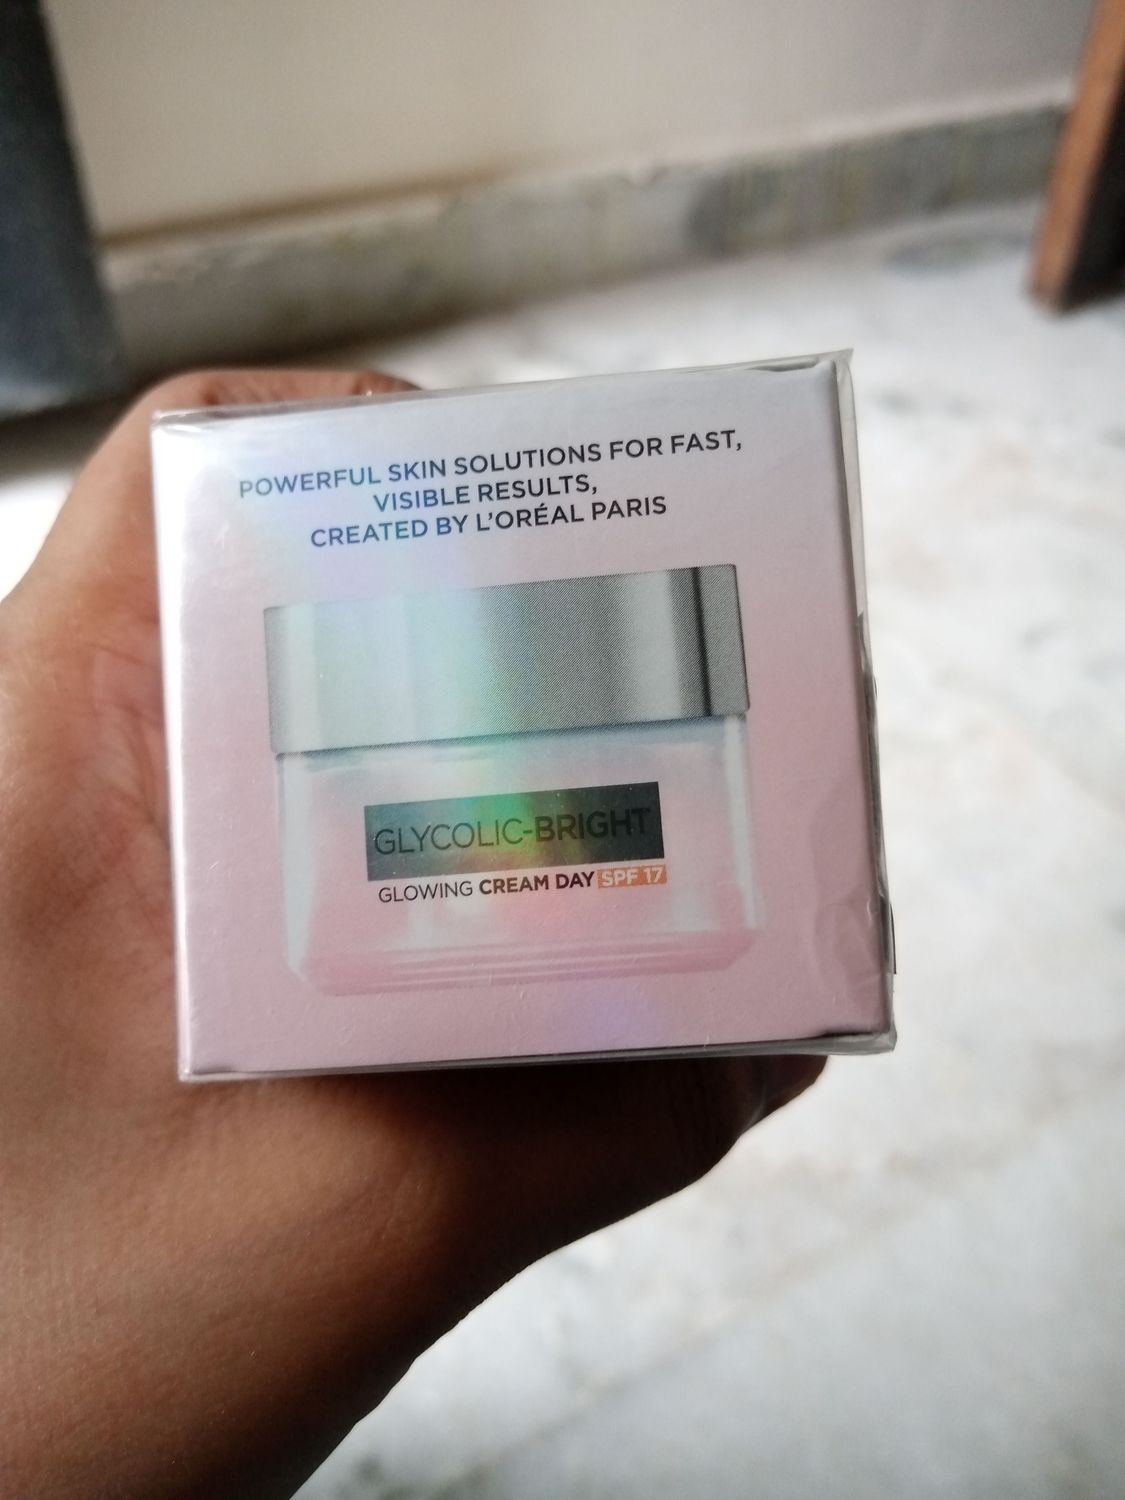 POWERFUL SKIN SOLUTIONS FOR FAST,
VISIBLE RESULTS,
CREATED BY L'ORÉAL PARIS
GLYCOLIC-BRIGHT
GLOWING CREAM DAY SPF 17